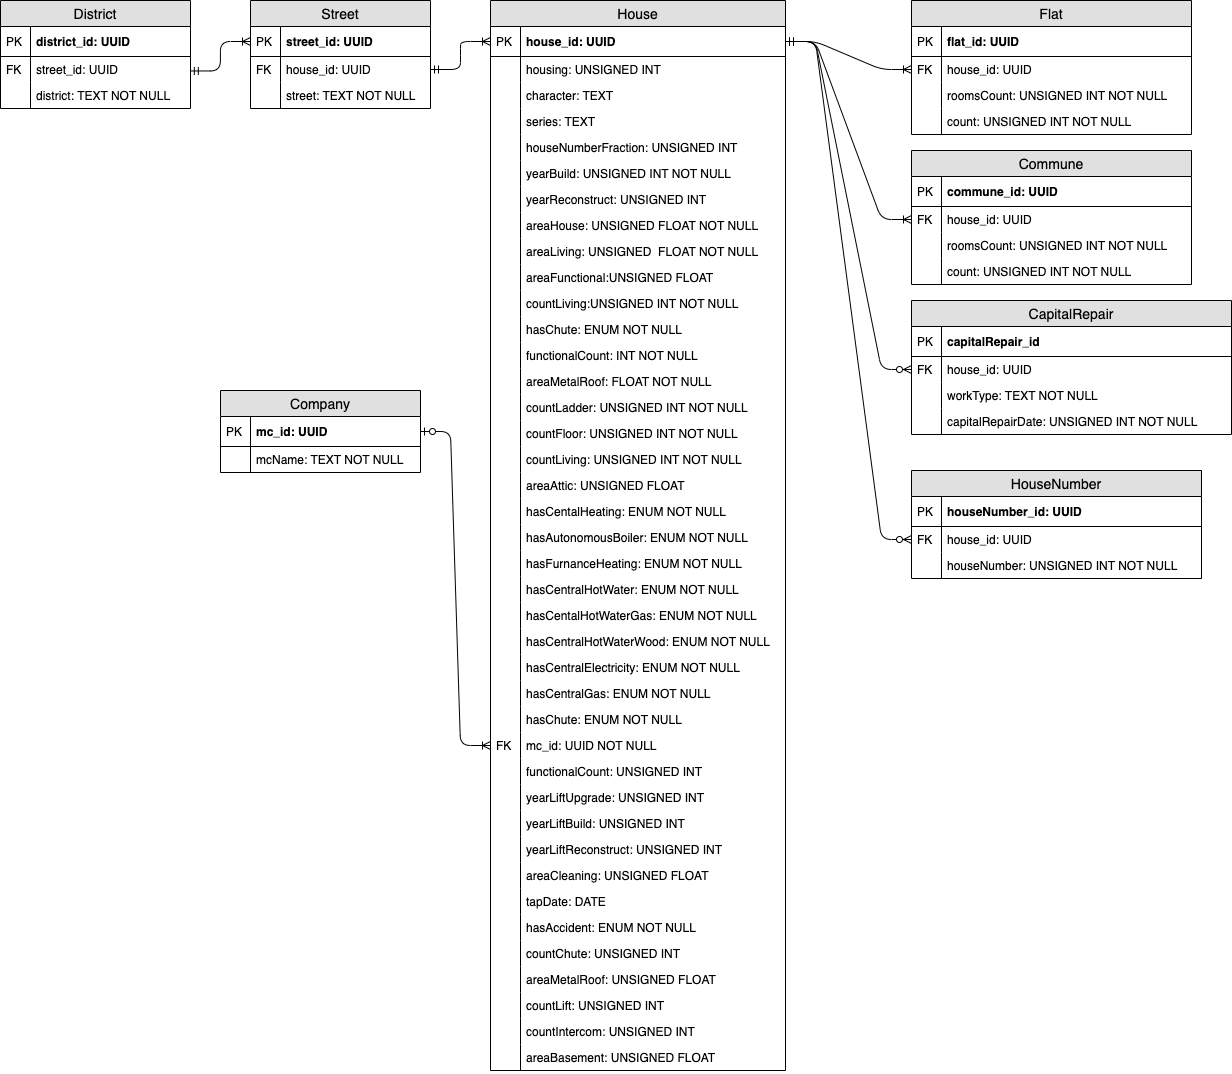 District
PK district_id: UUID
FK street_id: UUID
district: TEXT NOT NULL
Street
PK street_id: UUID
FK house_id: UUID
street: TEXT NOT NULL
House
PK house_id: UUID
housing: UNSIGNED INT
character: TEXT
series: TEXT
houseNumberFraction: UNSIGNED INT
yearBuild: UNSIGNED INT NOT NULL
yearReconstruct: UNSIGNED INT
areaHouse: UNSIGNED FLOAT NOT NULL
areaLiving: UNSIGNED  FLOAT NOT NULL
areaFunctional:UNSIGNED FLOAT
countLiving:UNSIGNED INT NOT NULL
hasChute: ENUM NOT NULL
functionalCount: INT NOT NULL
areaMetalRoof: FLOAT NOT NULL
countLadder: UNSIGNED INT NOT NULL
countFloor: UNSIGNED INT NOT NULL
countLiving: UNSIGNED INT NOT NULL
areaAttic: UNSIGNED FLOAT
hasCentalHeating: ENUM NOT NULL
hasAutonomousBoiler: ENUM NOT NULL
hasFurnanceHeating: ENUM NOT NULL
hasCentralHotWater: ENUM NOT NULL
hasCentalHotWaterGas: ENUM NOT NULL
hasCentralHotWaterWood: ENUM NOT NULL
hasCentralElectricity: ENUM NOT NULL
hasCentralGas: ENUM NOT NULL
hasChute: ENUM NOT NULL
FK mc_id: UUID NOT NULL
functionalCount: UNSIGNED INT
yearLiftUpgrade: UNSIGNED INT
yearLiftBuild: UNSIGNED INT
yearLiftReconstruct: UNSIGNED INT
areaCleaning: UNSIGNED FLOAT
tapDate: DATE
hasAccident: ENUM NOT NULL
countChute: UNSIGNED INT
areaMetalRoof: UNSIGNED FLOAT
countLift: UNSIGNED INT
countIntercom: UNSIGNED INT
areaBasement: UNSIGNED FLOAT
Company
PK mc_id: UUID
mcName: TEXT NOT NULL
Flat
PK flat_id: UUID
FK house_id: UUID
roomsCount: UNSIGNED INT NOT NULL
count: UNSIGNED INT NOT NULL
Commune
PK commune_id: UUID
FK house_id: UUID
roomsCount: UNSIGNED INT NOT NULL
count: UNSIGNED INT NOT NULL
CapitalRepair
PK capitalRepair_id
FK house_id: UUID
workType: TEXT NOT NULL
capitalRepairDate: UNSIGNED INT NOT NULL
HouseNumber
PK houseNumber_id: UUID
FK house_id: UUID
houseNumber: UNSIGNED INT NOT NULL